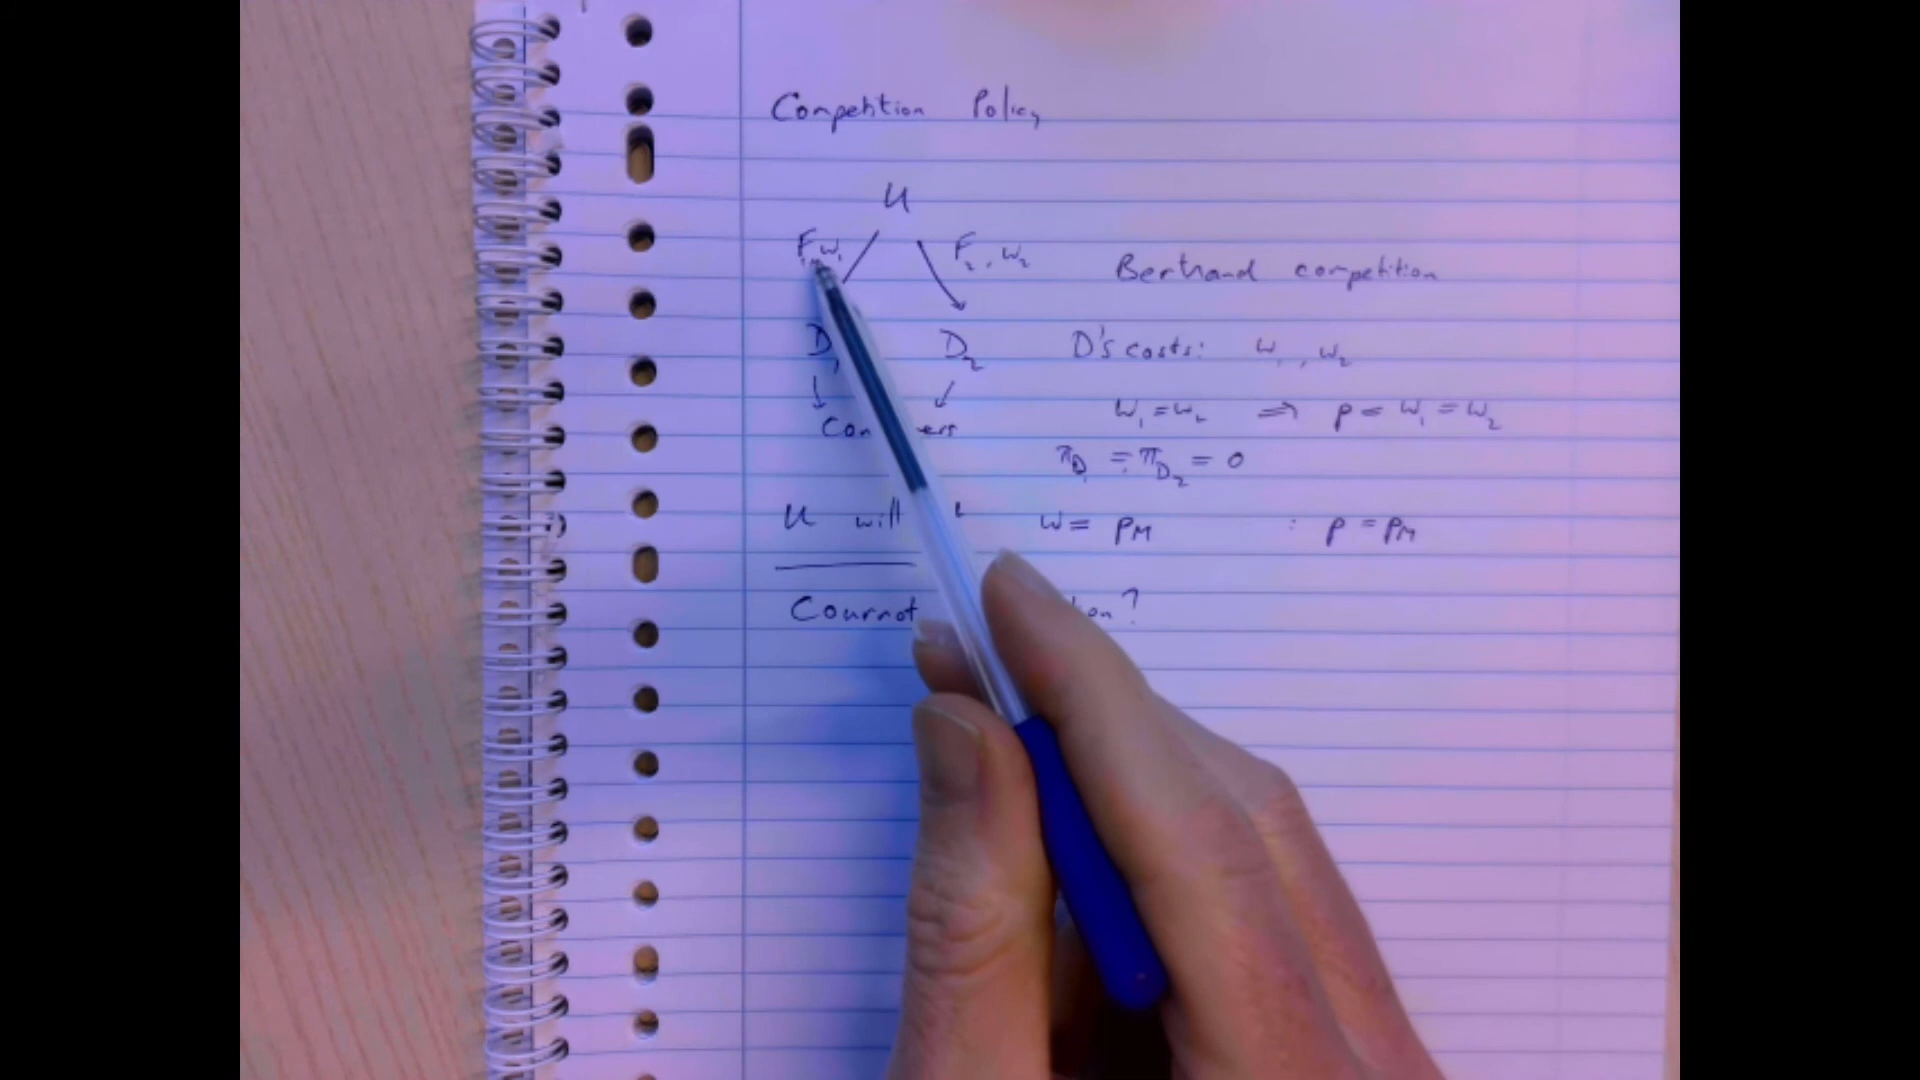 Competition Policy
U
F₁ w₁ F₂, w₂
Bertrand competition
D₁ D₂ D's costs: w₁, w₂
w₁ = w₂ ⇒ p = w₁ = w₂
π_D₁ = π_D₂ = 0
U will w = p_M : p = p_M
Cournot ?